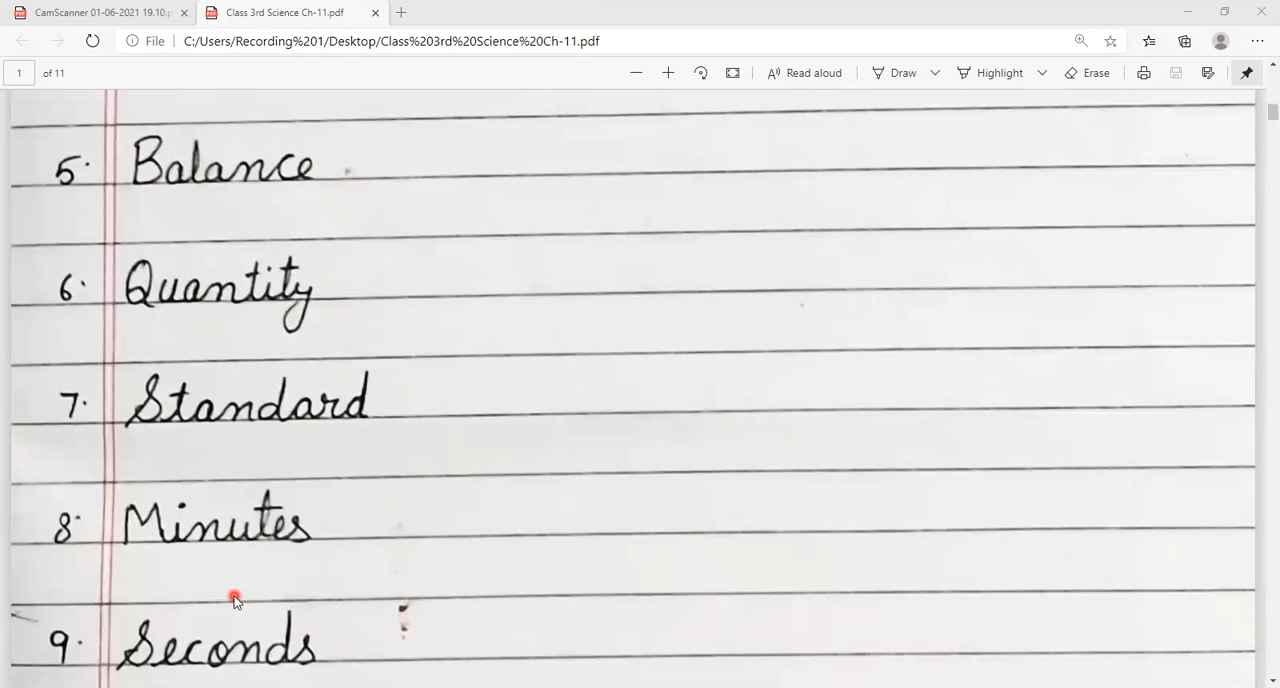 CamScanner 01-06-2021 19.10.p
Class 3rd Science Ch-11.pdf
File C:/Users/Recording%201/Desktop/Class%203rd%20Science%20Ch-11.pdf
1 of 11 Read aloud Draw Highlight Erase
5. Balance
6. Quantity
7. Standard
8. Minutes
9. Seconds